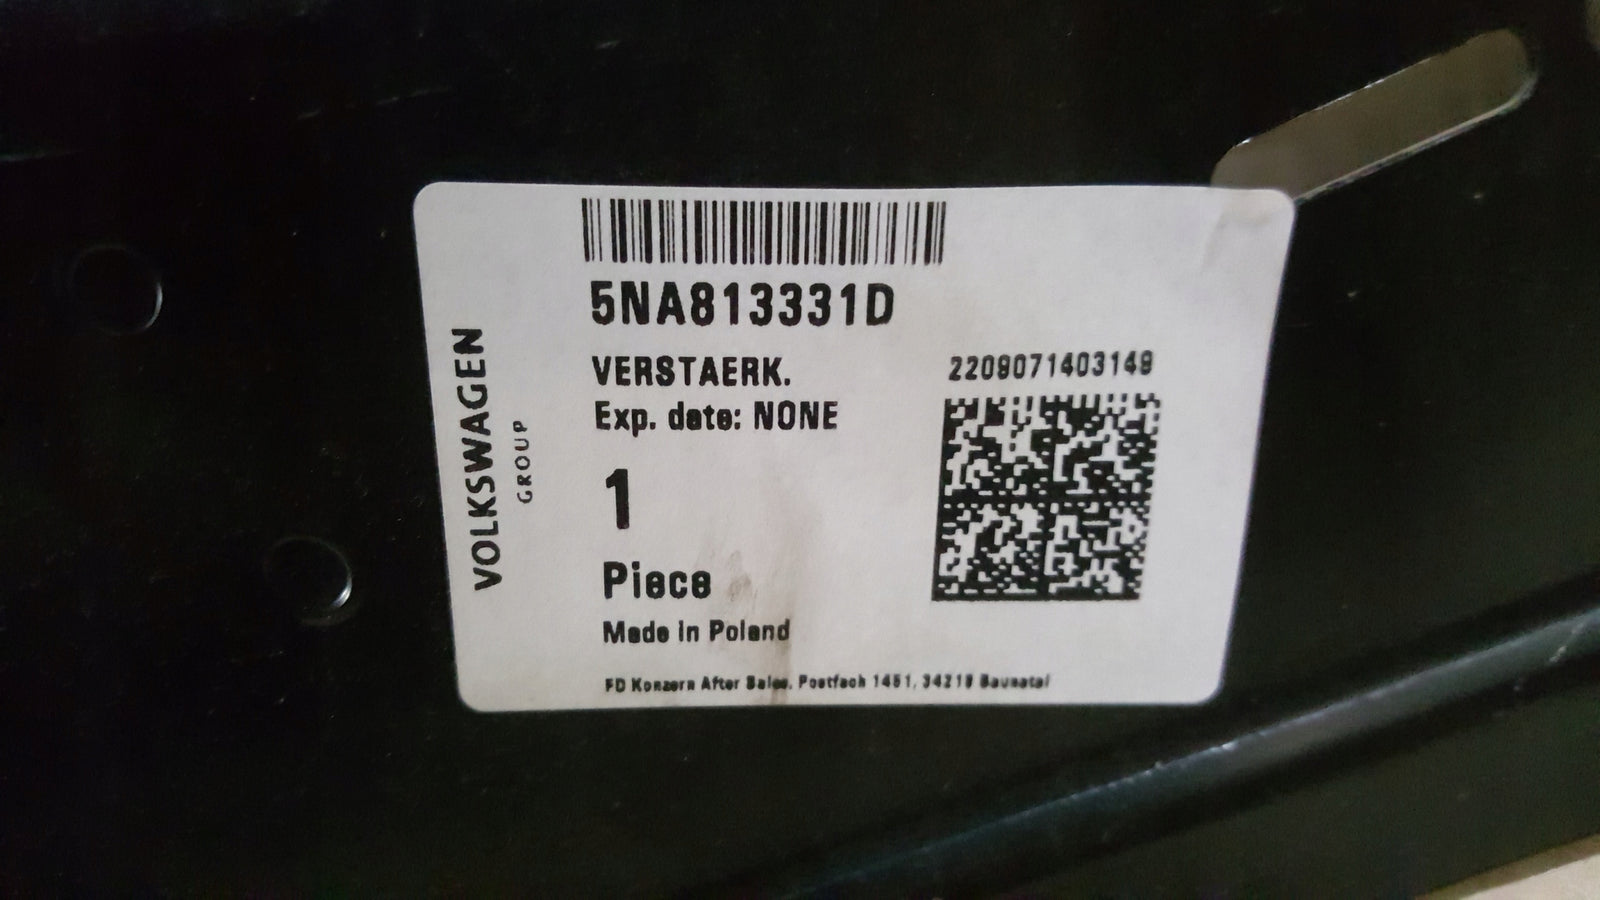 VOLKSWAGEN
GROUP
5NA813331D
VERSTAERK.
Exp. date: NONE
1
Piece
Made in Poland
2209071403149
FD Konzern After Sales, Postfach 1451, 34219 Baunatal